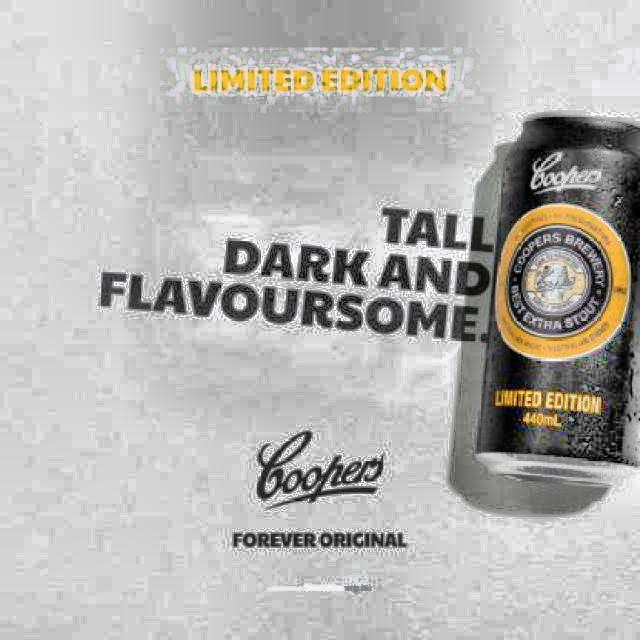 LIMITED EDITION
TALL
DARK AND
FLAVOURSOME.
Coopers
COOPERS BREWERY
BEST EXTRA STOUT
LIMITED EDITION
440mL
Coopers
FOREVER ORIGINAL